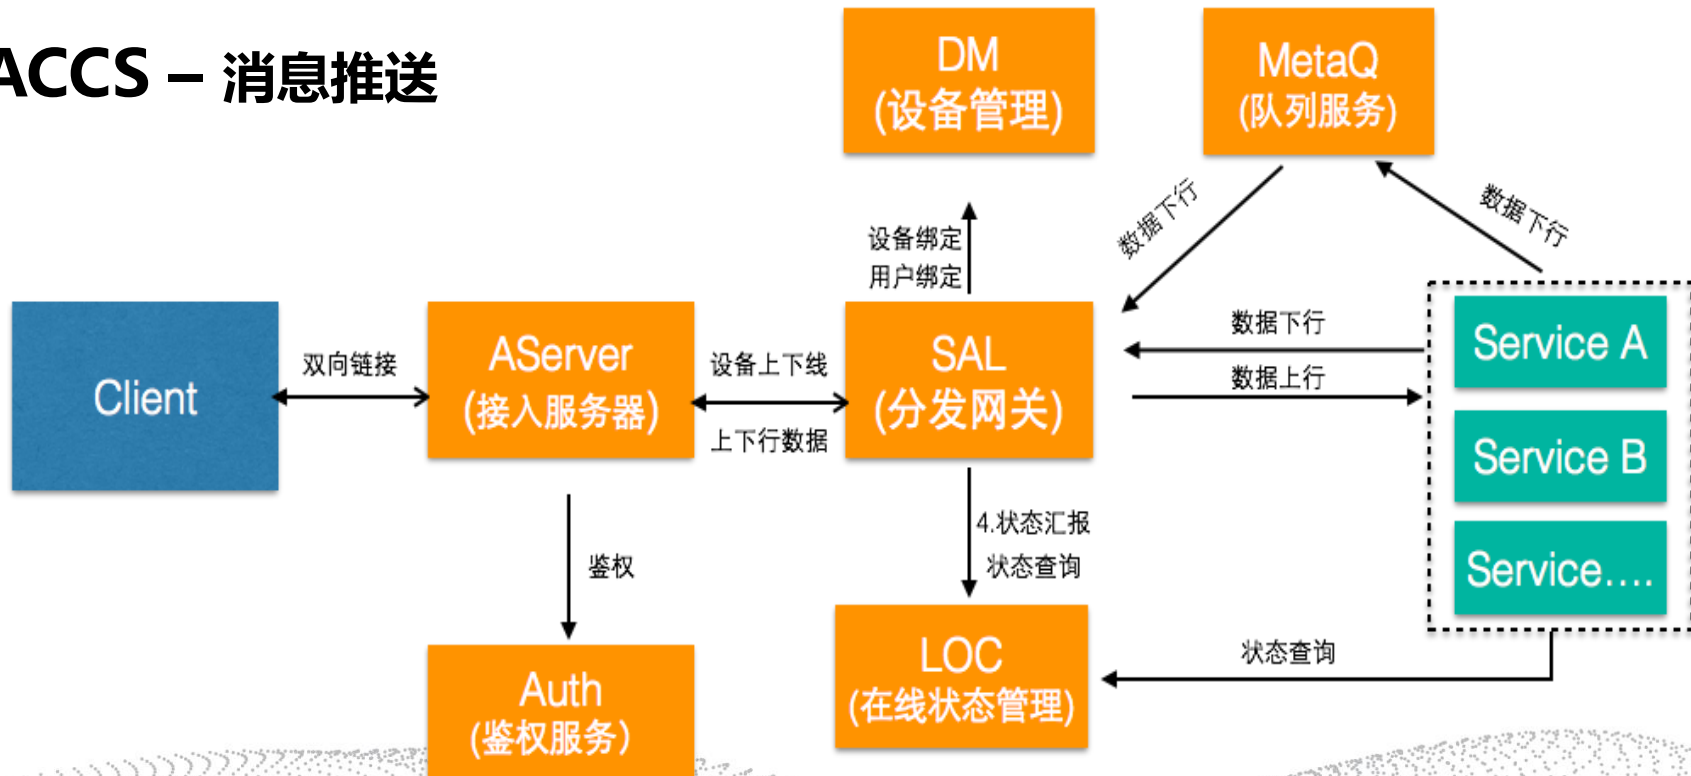 ACCS – 消息推送
DM
(设备管理)
MetaQ
(队列服务)
数据下行
数据下行
设备绑定
用户绑定
Client
双向链接
AServer
(接入服务器)
设备上下线
上下行数据
SAL
(分发网关)
数据下行
数据上行
Service A
Service B
Service....
鉴权
4.状态汇报
状态查询
Auth
(鉴权服务)
LOC
(在线状态管理)
状态查询